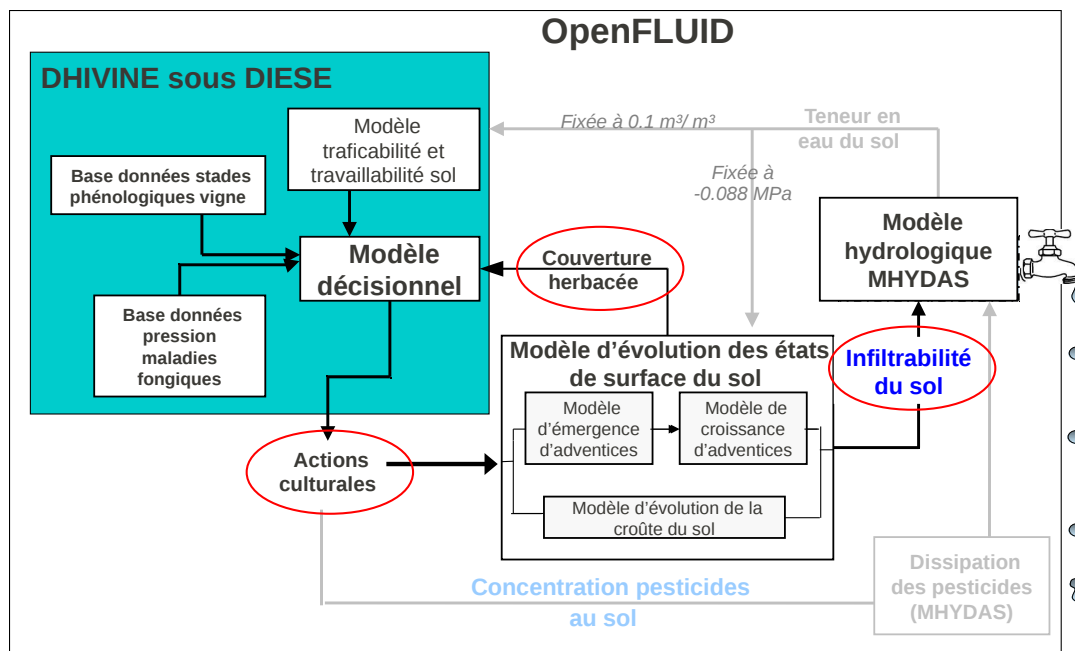 OpenFLUID
DHIVINE sous DIESE
Modèle
traficabilité et
travaillabilité sol
Base données stades
phénologiques vigne
Modèle
décisionnel
Base données
pression
maladies
fongiques
Couverture
herbacée
Fixée à 0.1 m³/ m³
Teneur en
eau du sol
Fixée à
-0.088 MPa
Modèle
hydrologique
MHYDAS
Modèle d'évolution des états
de surface du sol
Modèle
d'émergence
d'adventices
Modèle de
croissance
d'adventices
Modèle d'évolution de la
croûte du sol
Infiltrabilité
du sol
Actions
culturales
Concentration pesticides
au sol
Dissipation
des pesticides
(MHYDAS)